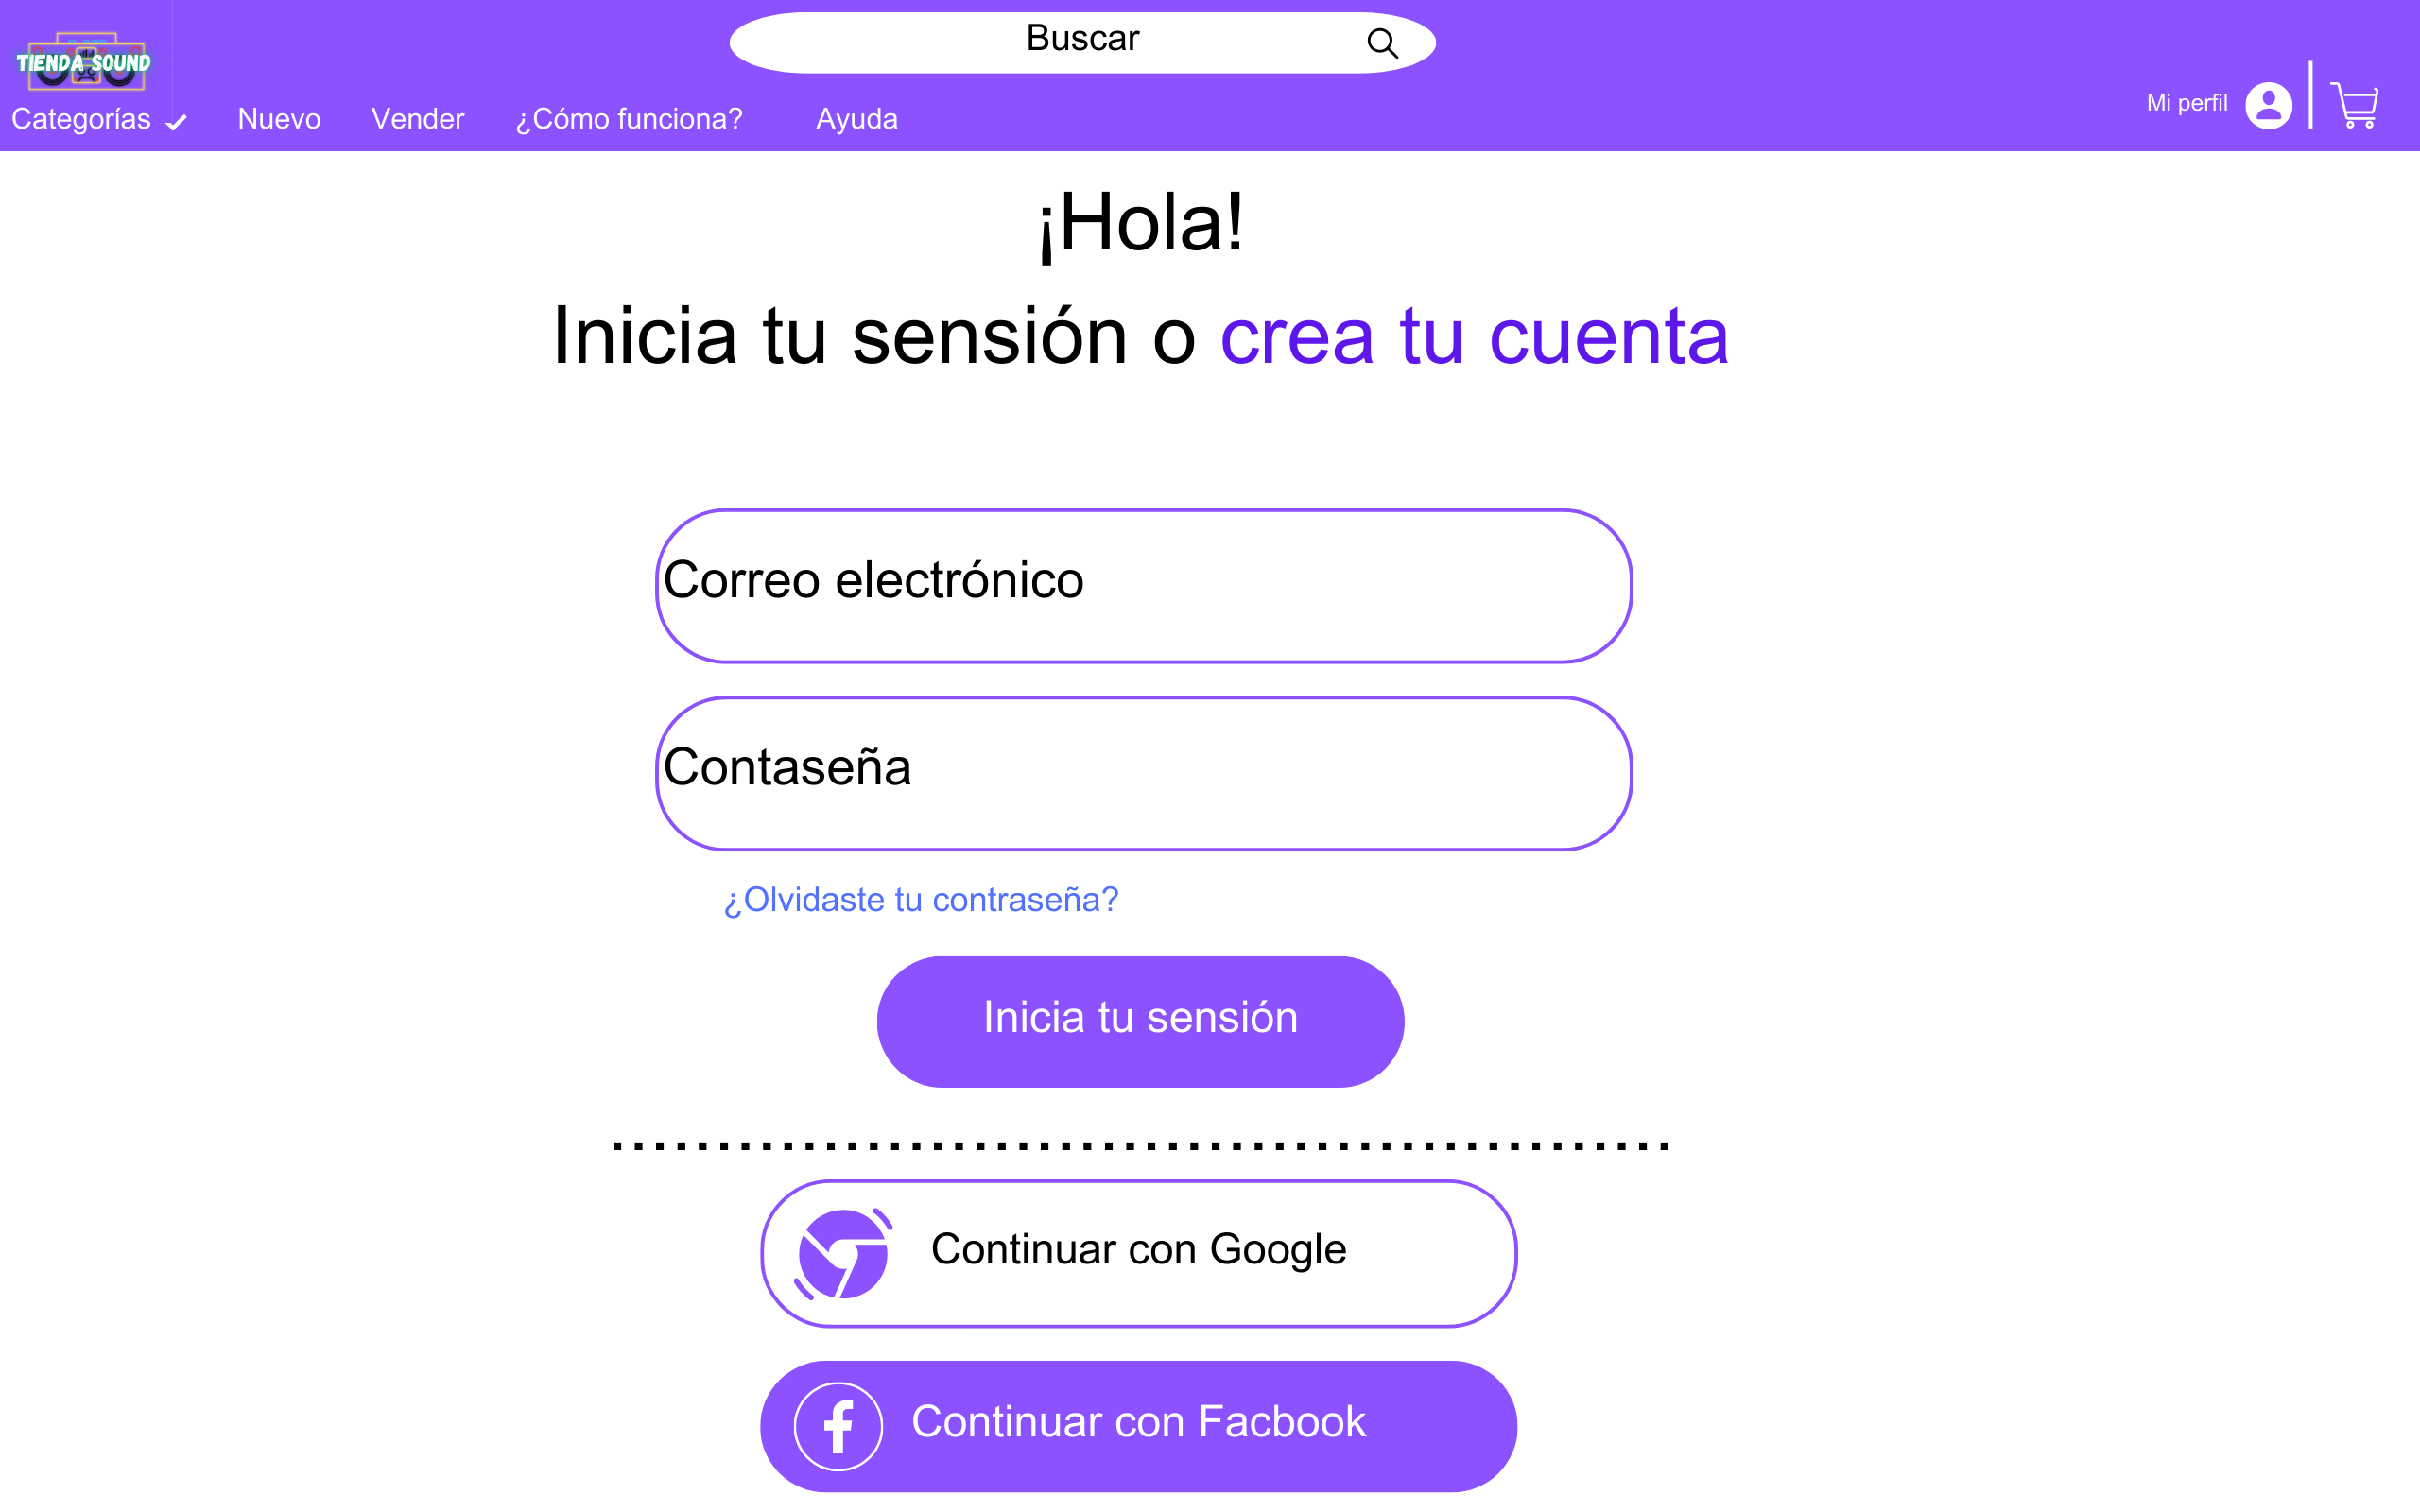 Buscar
TIENDA SOUND
Categorías
Nuevo
Vender
¿Cómo funciona?
Ayuda
Mi perfil
¡Hola!
Inicia tu sensión o crea tu cuenta
Correo electrónico
Contaseña
¿Olvidaste tu contraseña?
Inicia tu sensión
Continuar con Google
Continuar con Facbook